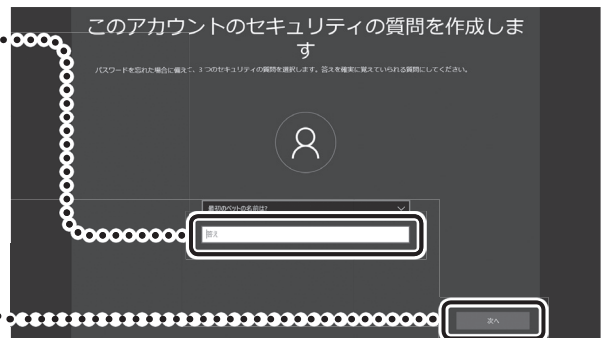 このアカウントのセキュリティの質問を作成しま
す
パスワードを忘れた場合に備えて、3 つのセキュリティの質問を選択します。答えを確実に覚えていられる質問にしてください。
最初のペットの名前は?
答え
次へ